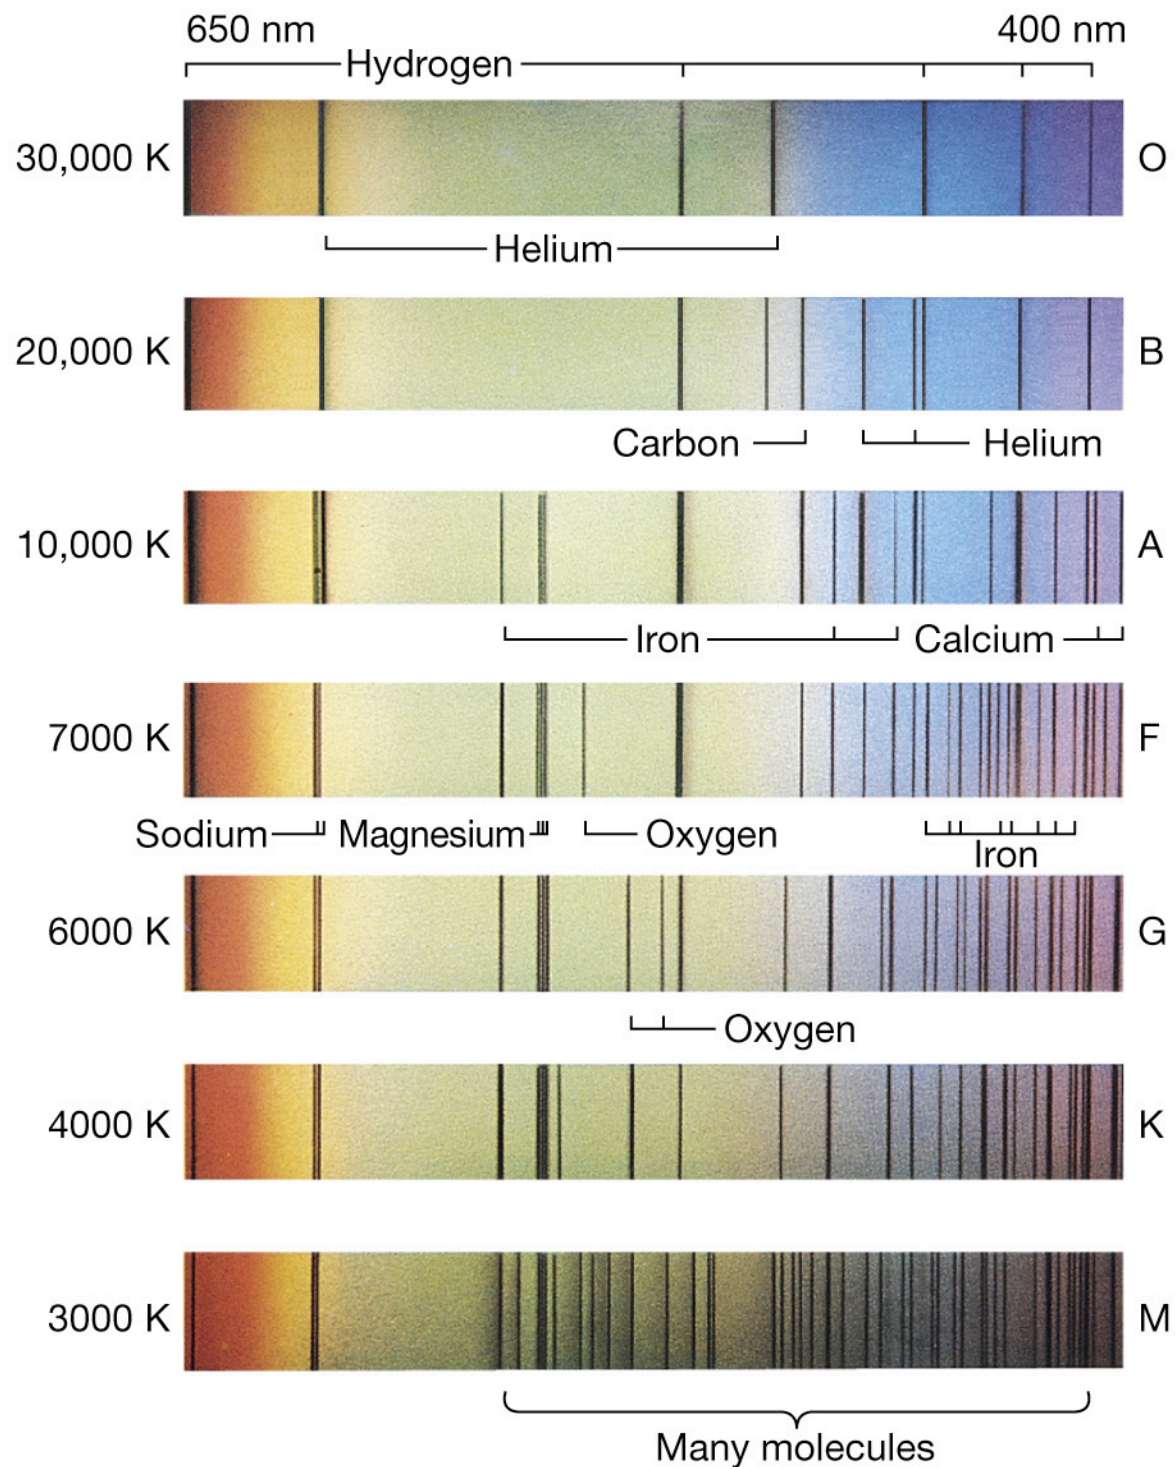 650 nm 400 nm
Hydrogen
30,000 K O
Helium
20,000 K B
Carbon Helium
10,000 K A
Iron Calcium
7000 K F
Sodium Magnesium Oxygen
Iron
6000 K G
Oxygen
4000 K K
3000 K M
Many molecules